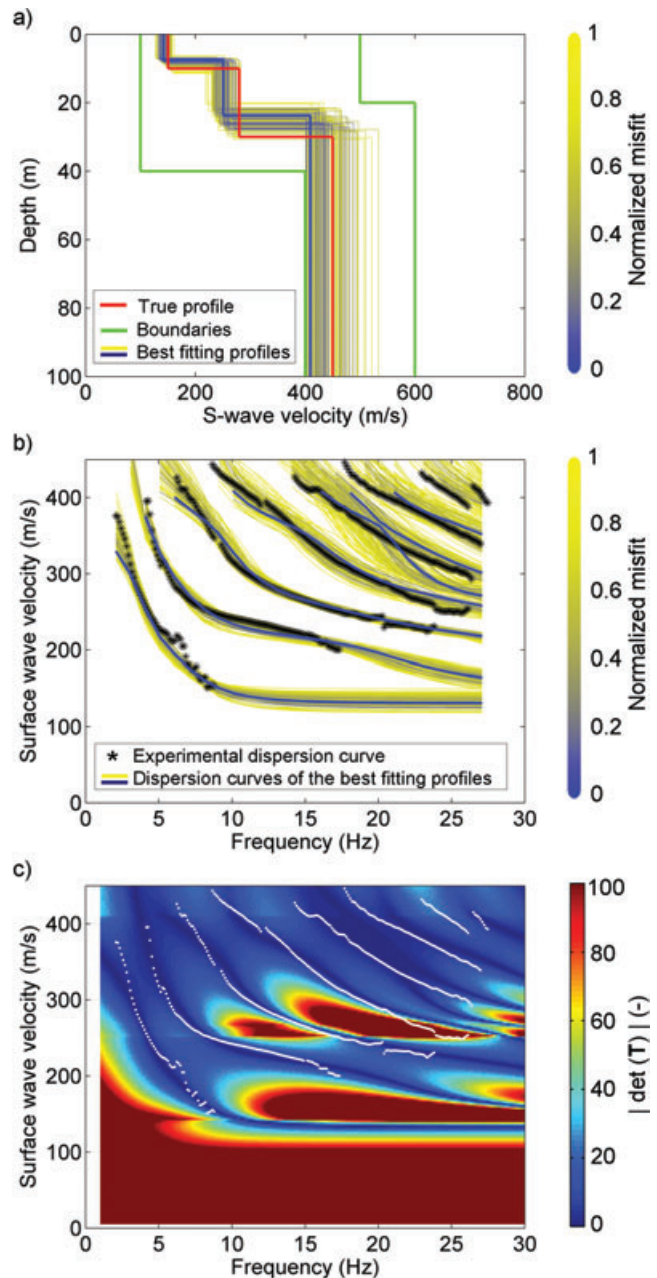 a)
0
20
40
60
80
100
Depth (m)
True profile
Boundaries
Best fitting profiles
0 200 400 600 800
S-wave velocity (m/s)
1
0.8
0.6
0.4
0.2
0
Normalized misfit
b)
400
300
200
100
0
Surface wave velocity (m/s)
Experimental dispersion curve
Dispersion curves of the best fitting profiles
0 5 10 15 20 25 30
Frequency (Hz)
1
0.8
0.6
0.4
0.2
0
Normalized misfit
c)
400
300
200
100
0
Surface wave velocity (m/s)
0 5 10 15 20 25 30
Frequency (Hz)
100
80
60
40
20
0
| det (T) | (-)